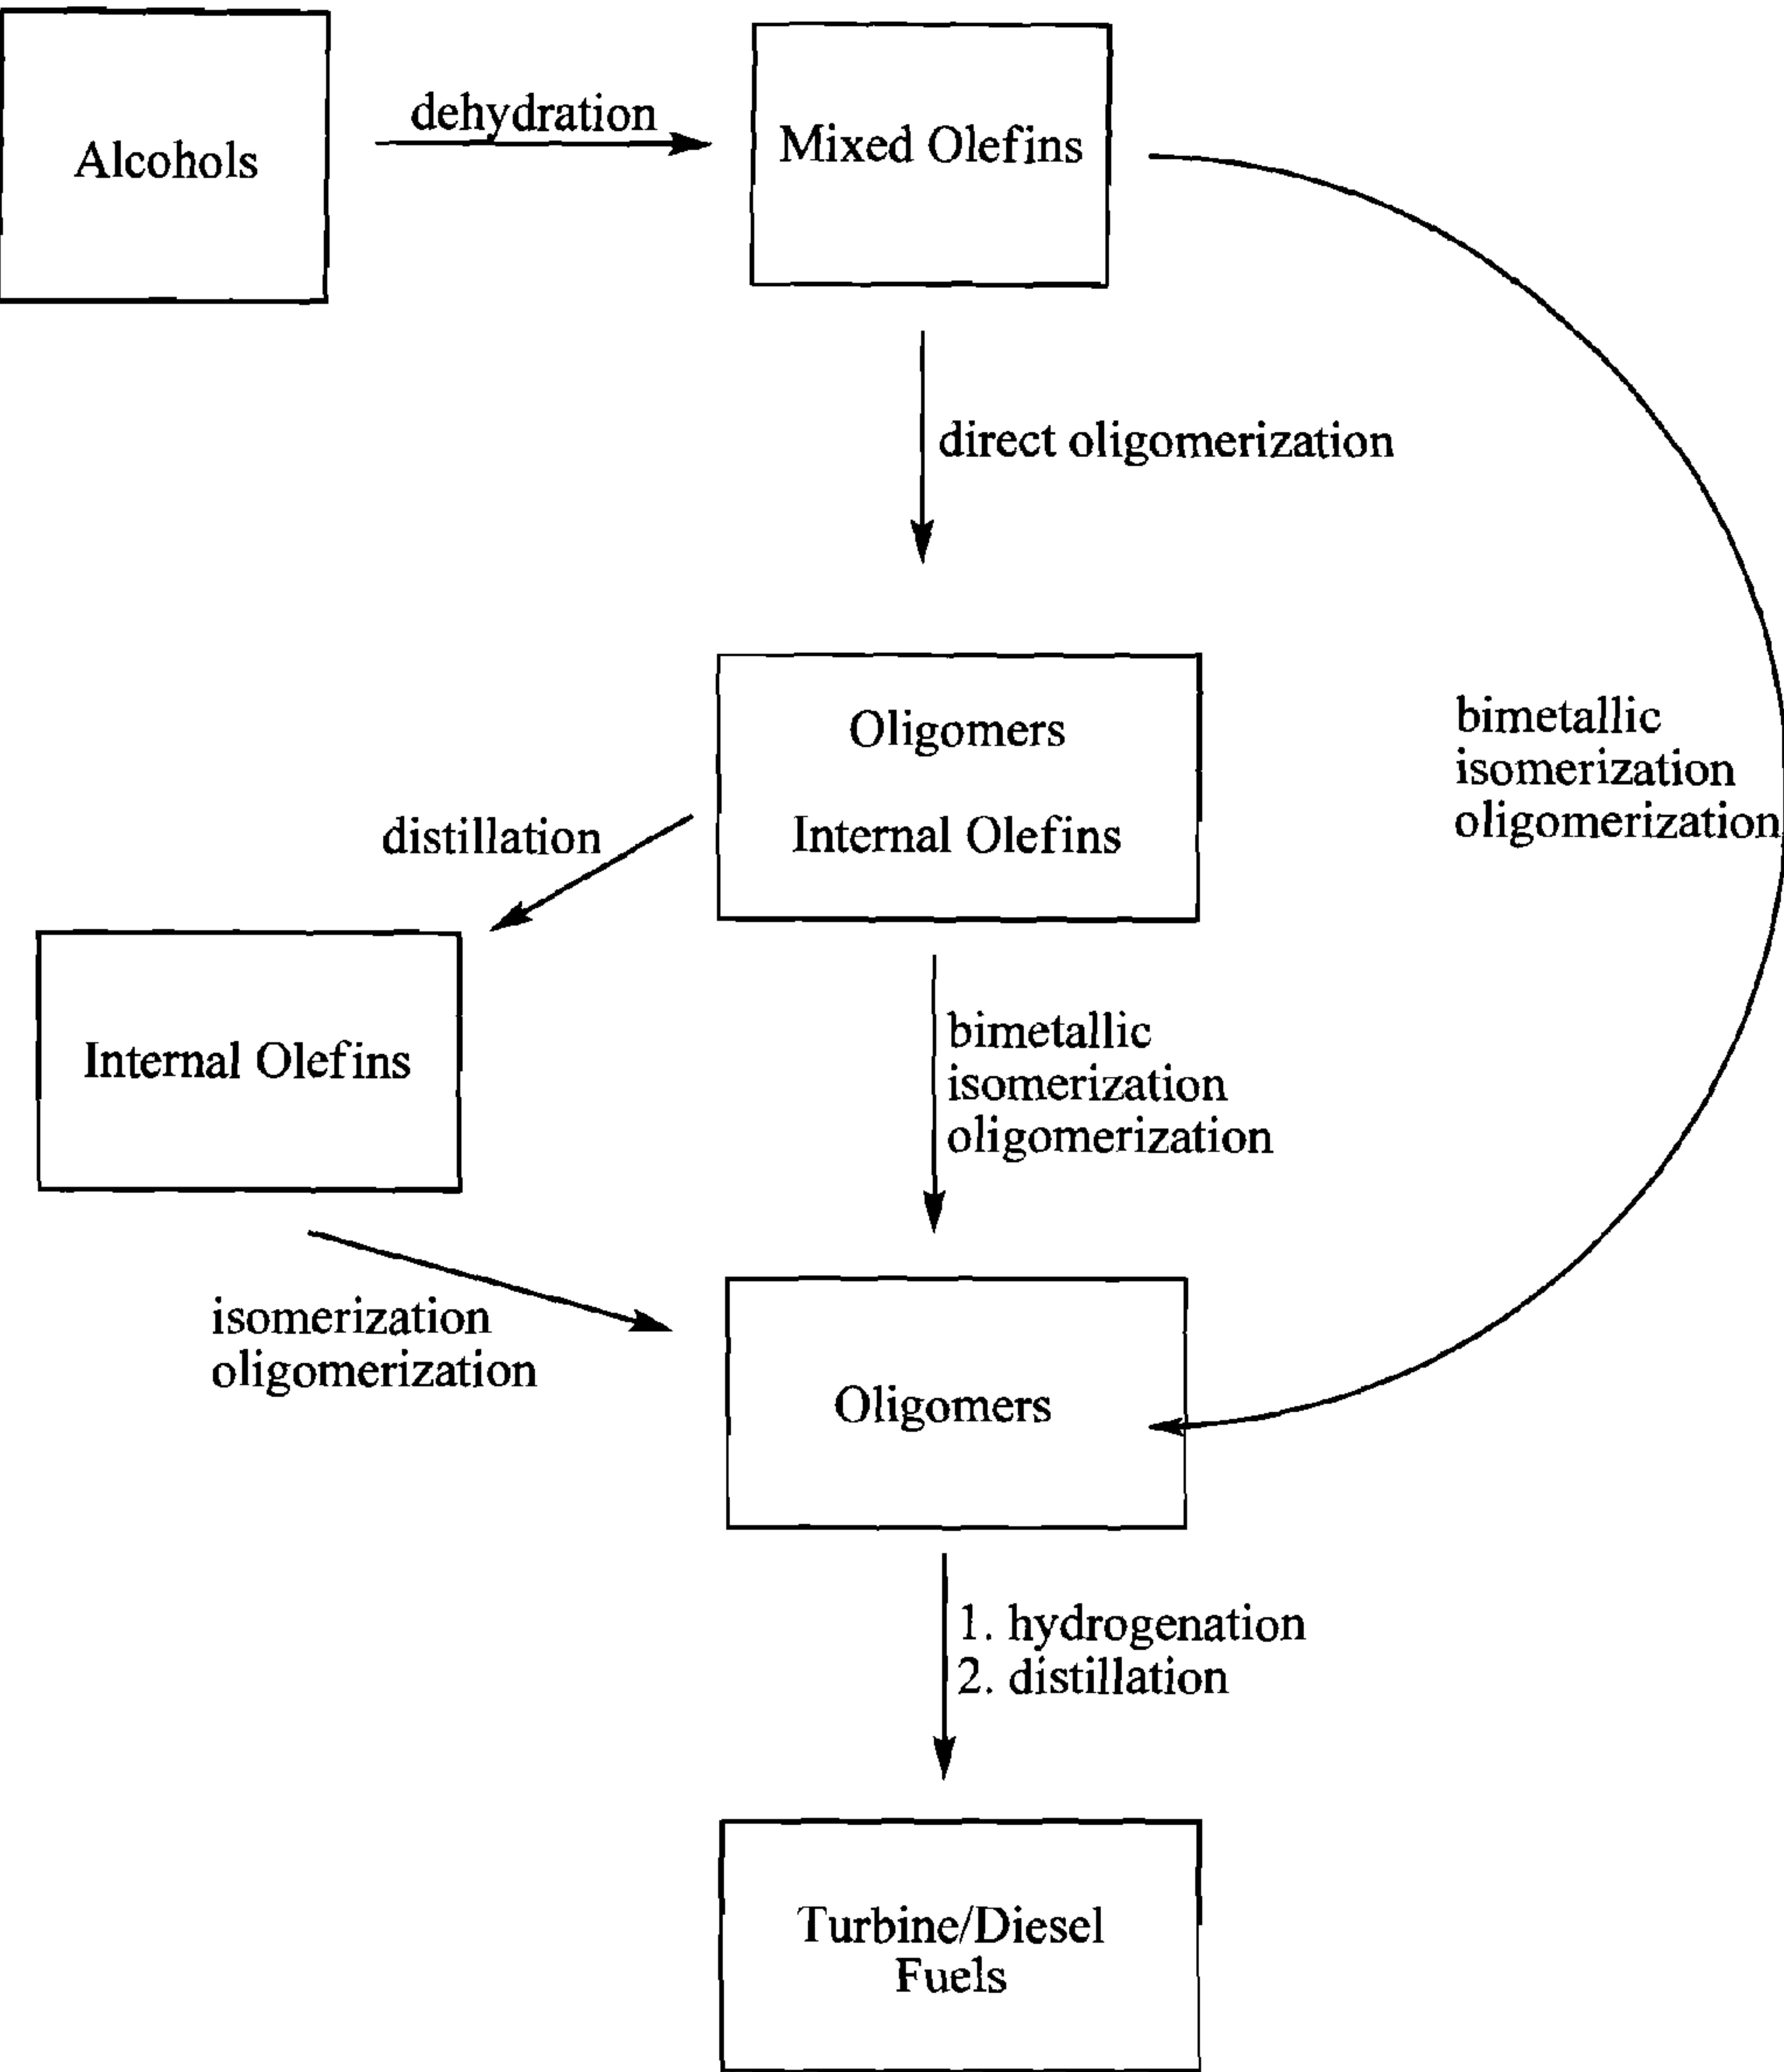 Alcohols
dehydration
Mixed Olefins
direct oligomerization
Oligomers
Internal Olefins
bimetallic
isomerization
oligomerization
distillation
Internal Olefins
bimetallic
isomerization
oligomerization
isomerization
oligomerization
Oligomers
1. hydrogenation
2. distillation
Turbine/Diesel
Fuels